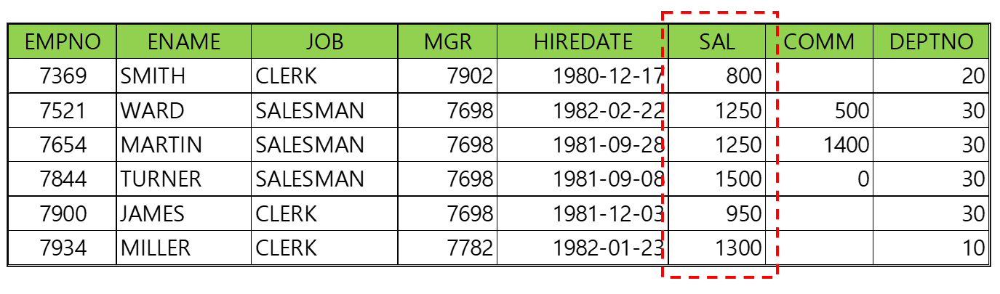 EMPNO ENAME JOB MGR HIREDATE SAL COMM DEPTNO
7369 SMITH CLERK 7902 1980-12-17 800 20
7521 WARD SALESMAN 7698 1982-02-22 1250 500 30
7654 MARTIN SALESMAN 7698 1981-09-28 1250 1400 30
7844 TURNER SALESMAN 7698 1981-09-08 1500 0 30
7900 JAMES CLERK 7698 1981-12-03 950 30
7934 MILLER CLERK 7782 1982-01-23 1300 10